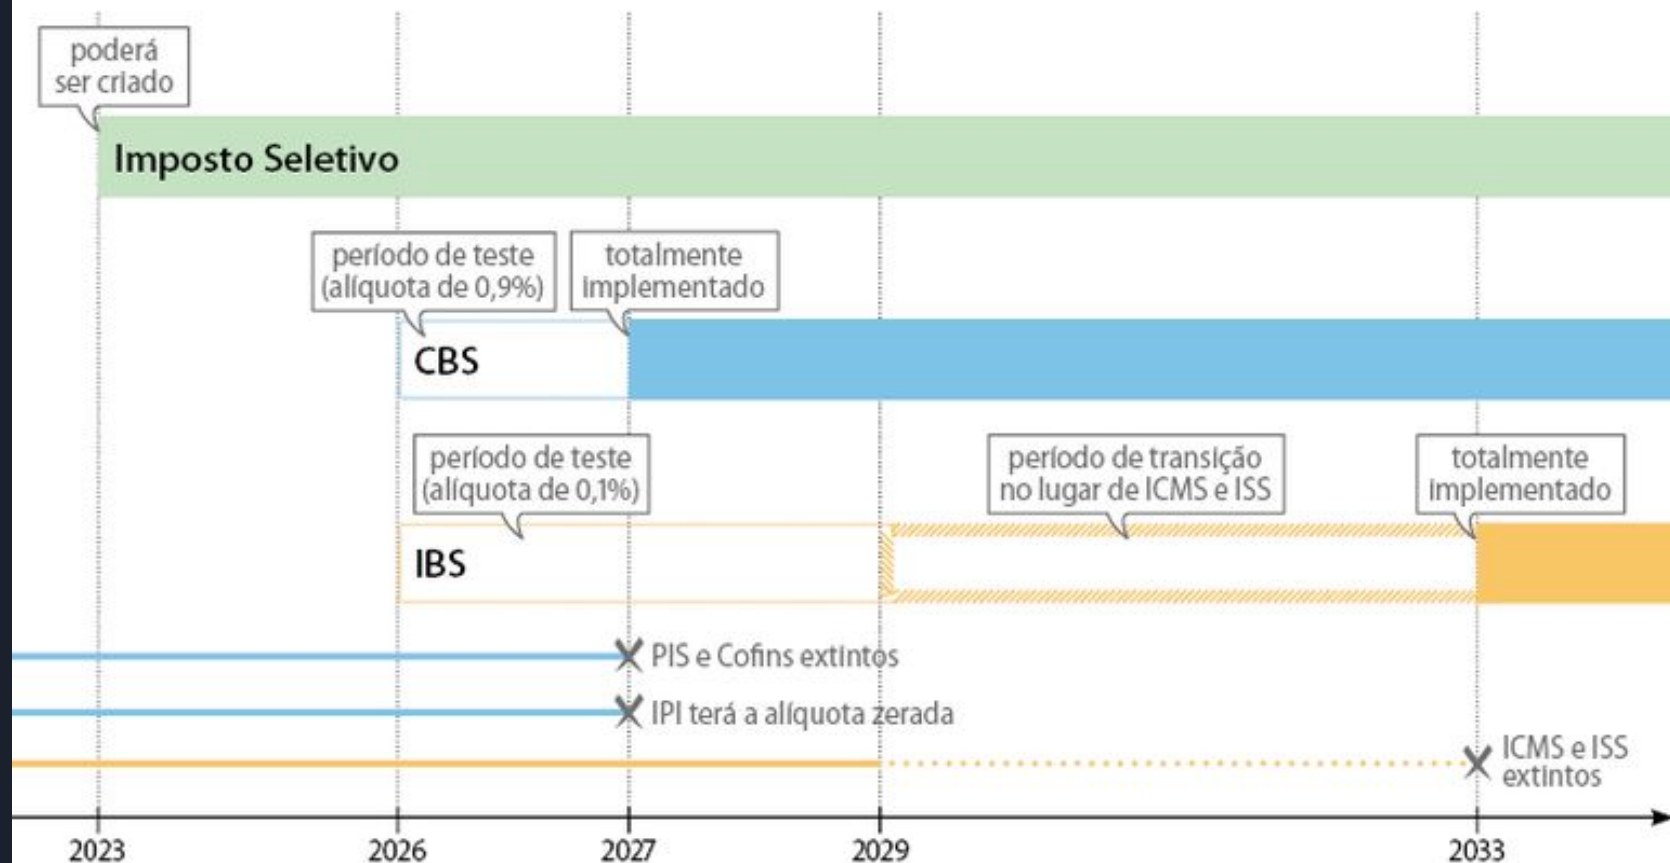 poderá
ser criado
Imposto Seletivo
período de teste
(alíquota de 0,9%)
totalmente
implementado
CBS
período de teste
(alíquota de 0,1%)
período de transição
no lugar de ICMS e ISS
totalmente
implementado
IBS
PIS e Cofins extintos
IPI terá a alíquota zerada
ICMS e ISS
extintos
2023 2026 2027 2029 2033